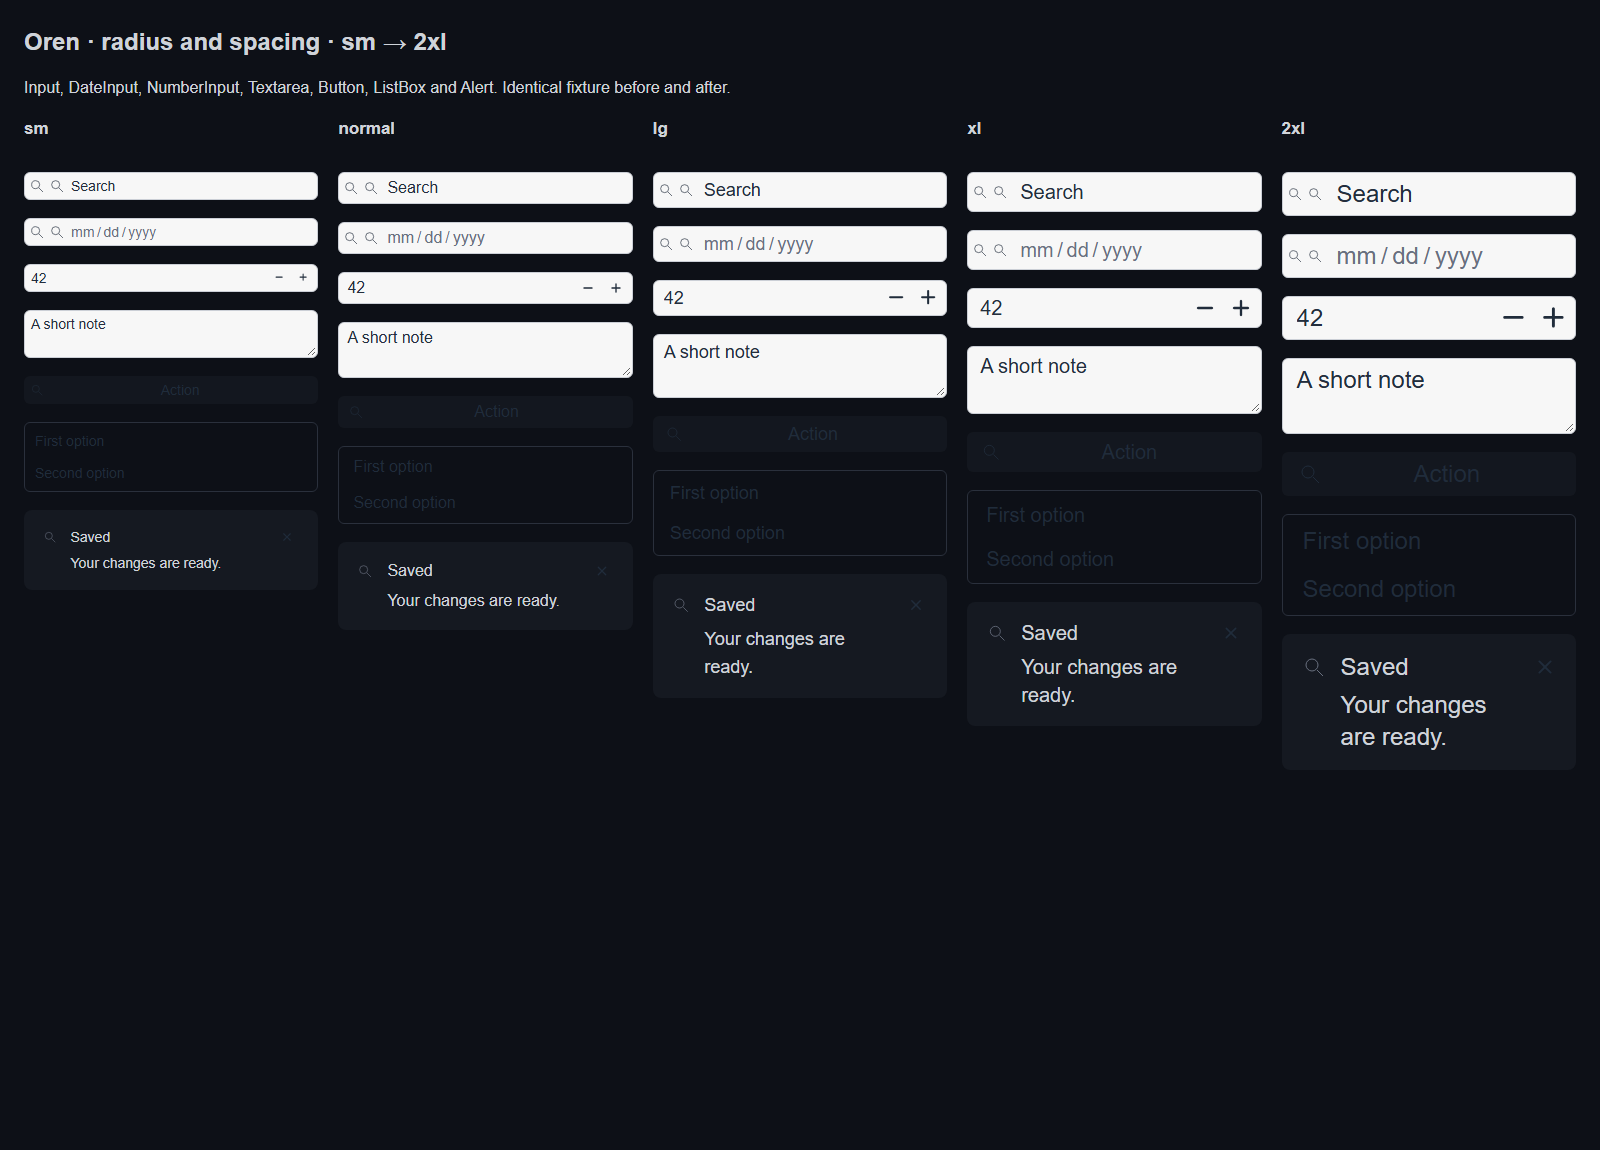 Oren · radius and spacing · sm → 2xl
Input, DateInput, NumberInput, Textarea, Button, ListBox and Alert. Identical fixture before and after.
sm
Search
mm / dd / yyyy
42
A short note
Action
First option
Second option
Saved
Your changes are ready.
normal
Search
mm / dd / yyyy
42
A short note
Action
First option
Second option
Saved
Your changes are ready.
lg
Search
mm / dd / yyyy
42
A short note
Action
First option
Second option
Saved
Your changes are
ready.
xl
Search
mm / dd / yyyy
42
A short note
Action
First option
Second option
Saved
Your changes are
ready.
2xl
Search
mm / dd / yyyy
42
A short note
Action
First option
Second option
Saved
Your changes
are ready.